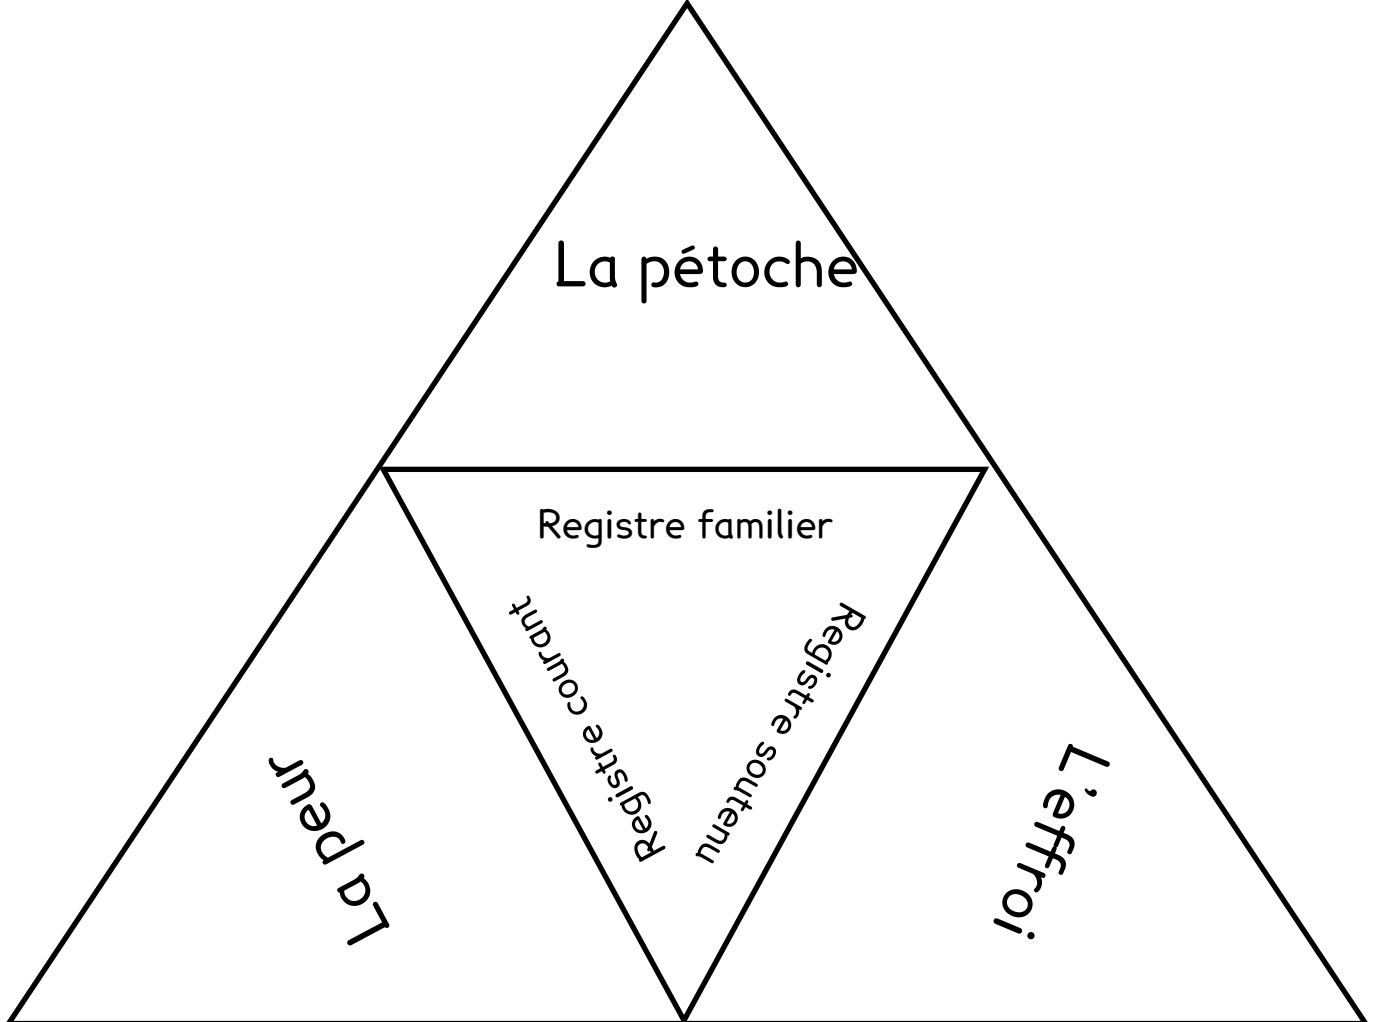 La pétoche
Registre familier
Registre courant
Registre soutenu
La peur
L'effroi